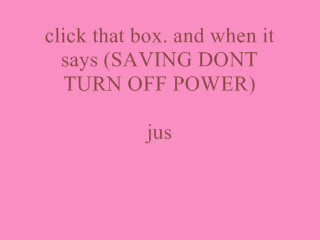 click that box. and when it
says (SAVING DONT
TURN OFF POWER)
jus